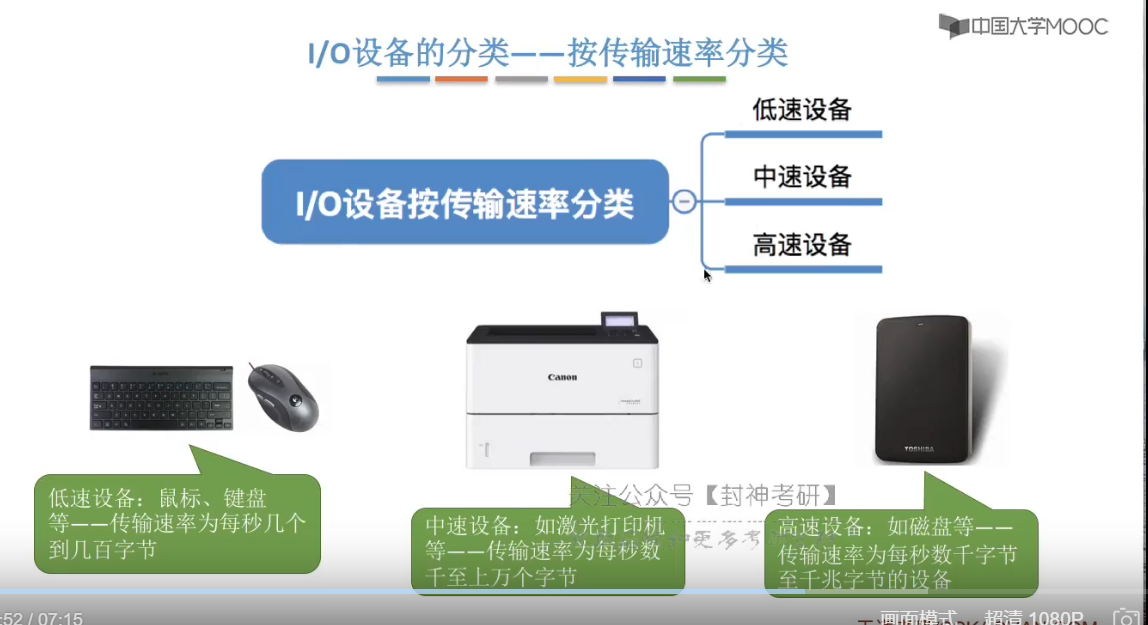 中国大学MOOC
I/O设备的分类——按传输速率分类
低速设备
I/O设备按传输速率分类
中速设备
高速设备
Canon
TOSHIBA
低速设备：鼠标、键盘
等——传输速率为每秒几个
到几百字节
关注公众号【封神考研】
中速设备：如激光打印机
等——传输速率为每秒数
千至上万个字节
高速设备：如磁盘等——
传输速率为每秒数千字节
至千兆字节的设备
:52 / 07:15
画面模式
超清 1080P